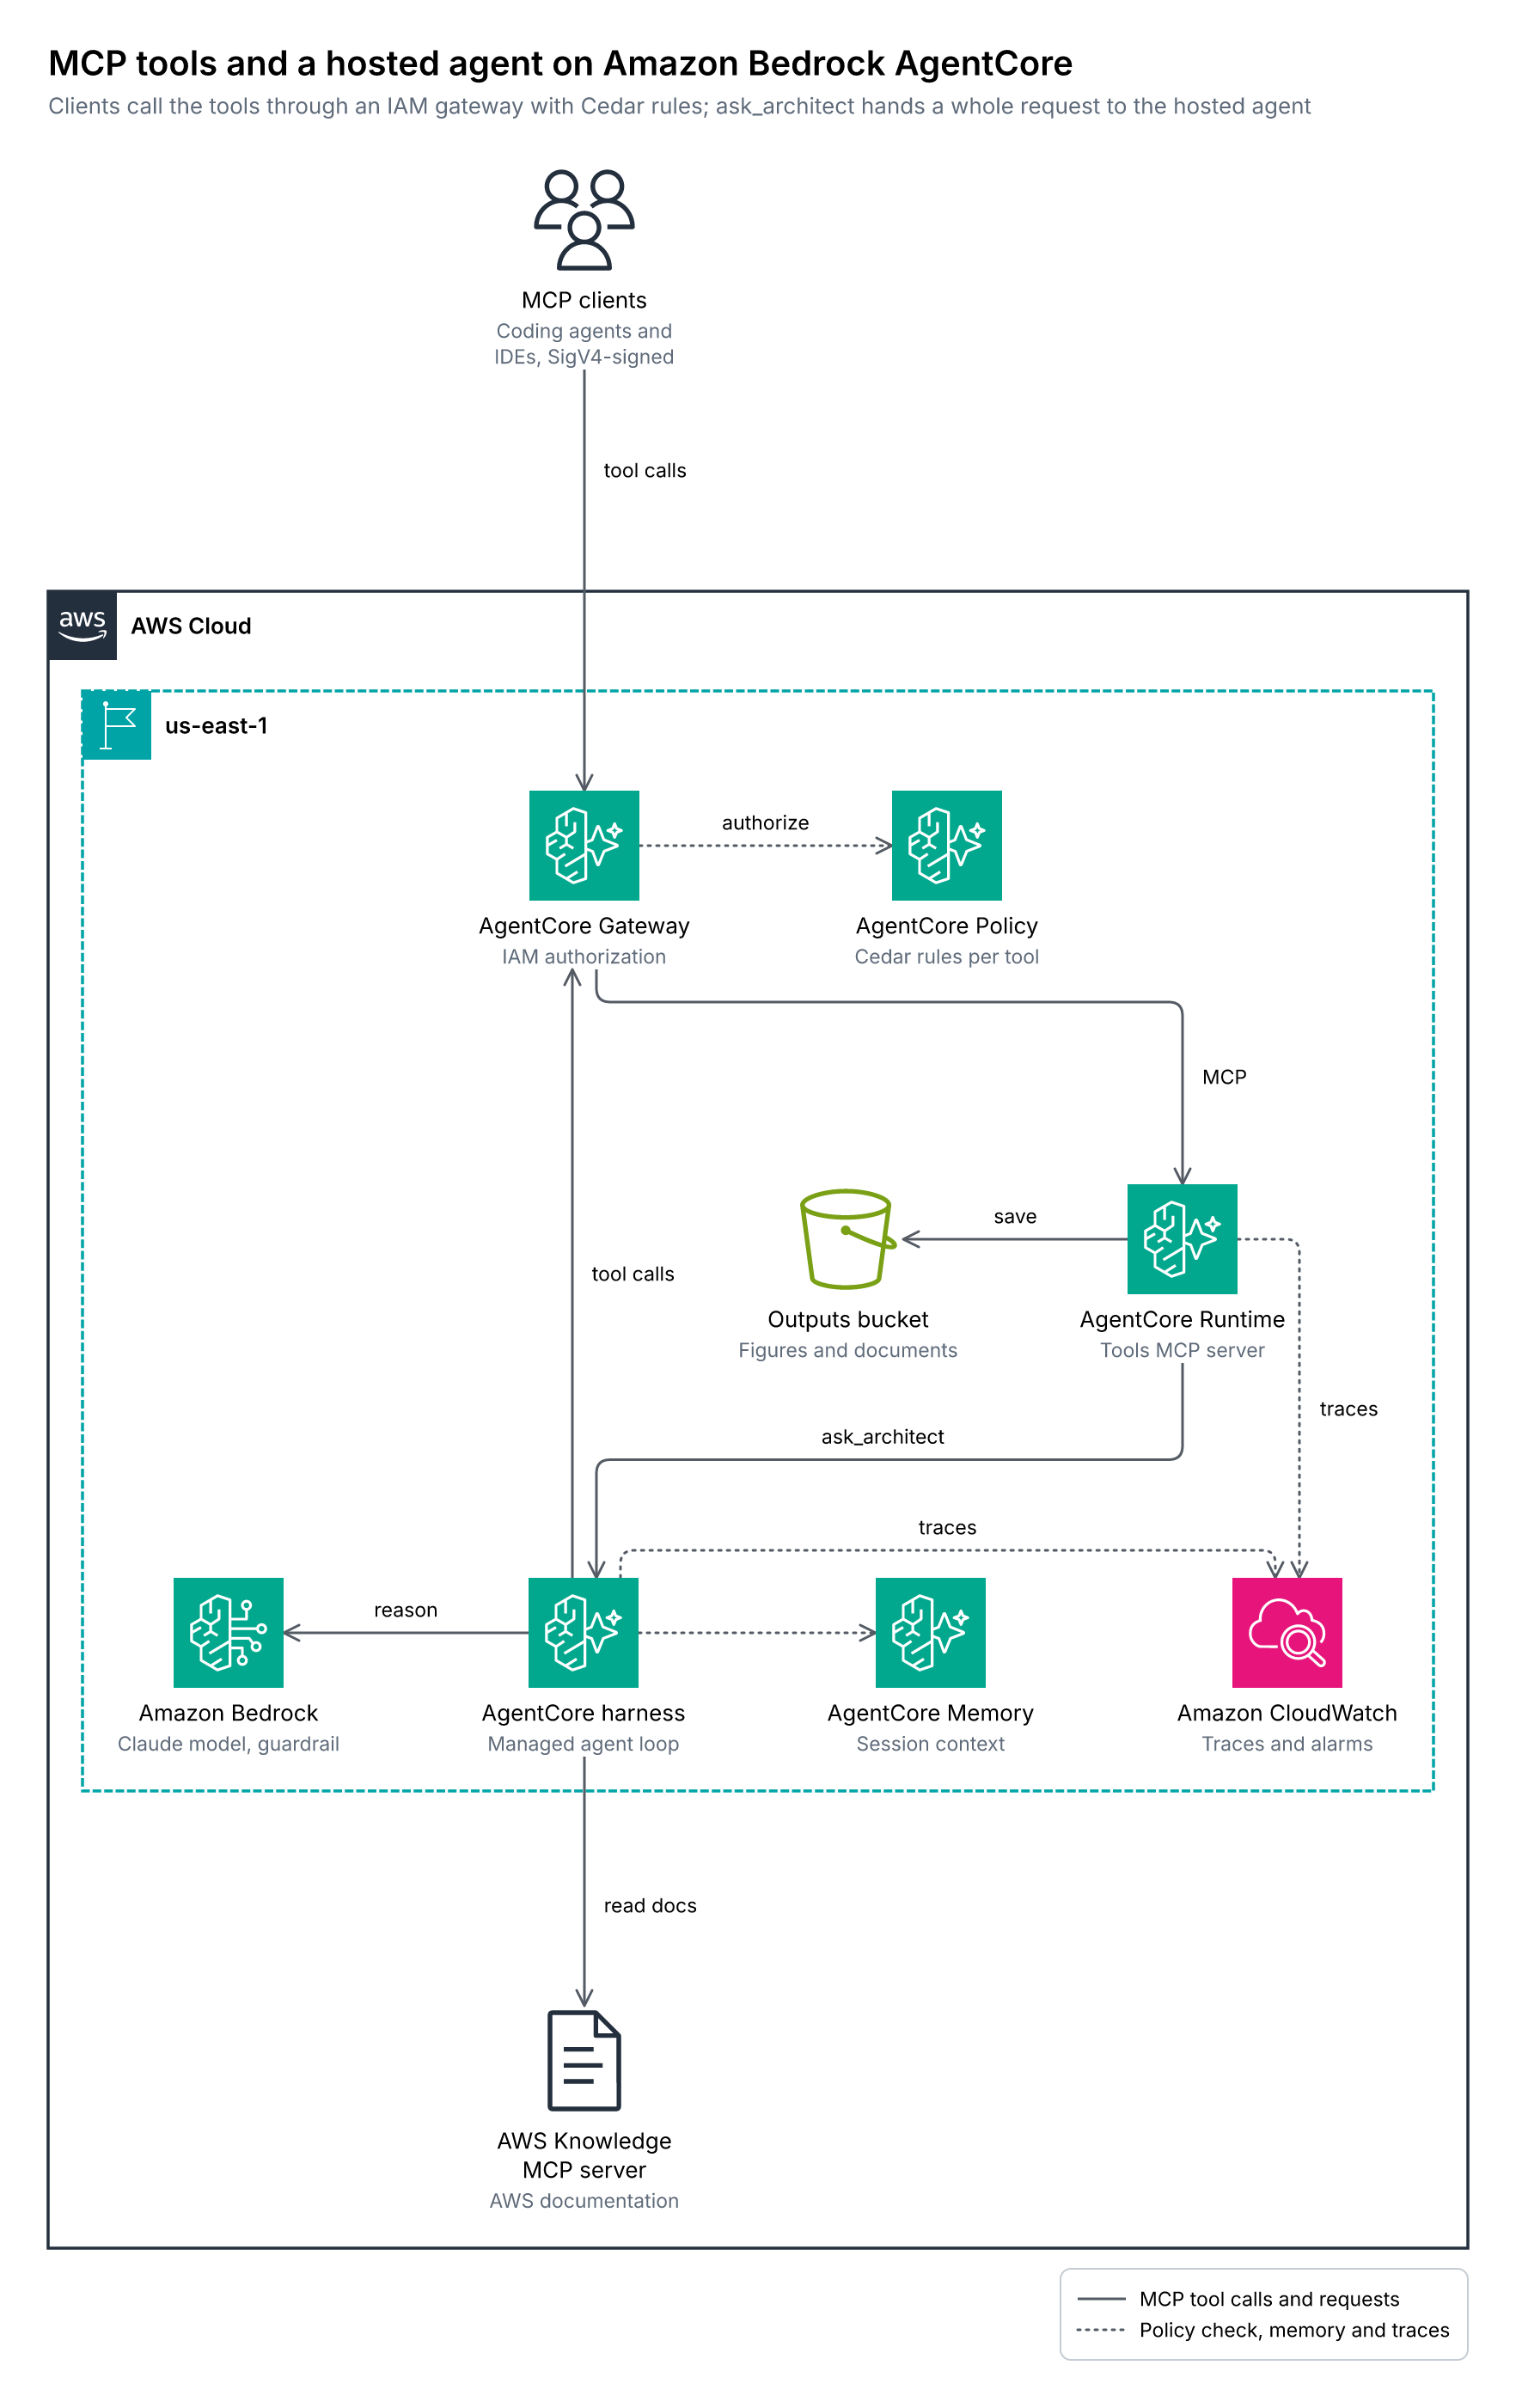 MCP tools and a hosted agent on Amazon Bedrock AgentCore
Clients call the tools through an IAM gateway with Cedar rules; ask_architect hands a whole request to the hosted agent
MCP clients
Coding agents and
IDEs, SigV4-signed
tool calls
aws
AWS Cloud
us-east-1
authorize
AgentCore Gateway
IAM authorization
AgentCore Policy
Cedar rules per tool
MCP
save
tool calls
Outputs bucket
Figures and documents
AgentCore Runtime
Tools MCP server
traces
ask_architect
traces
reason
Amazon Bedrock
Claude model, guardrail
AgentCore harness
Managed agent loop
AgentCore Memory
Session context
Amazon CloudWatch
Traces and alarms
read docs
AWS Knowledge
MCP server
AWS documentation
MCP tool calls and requests
Policy check, memory and traces